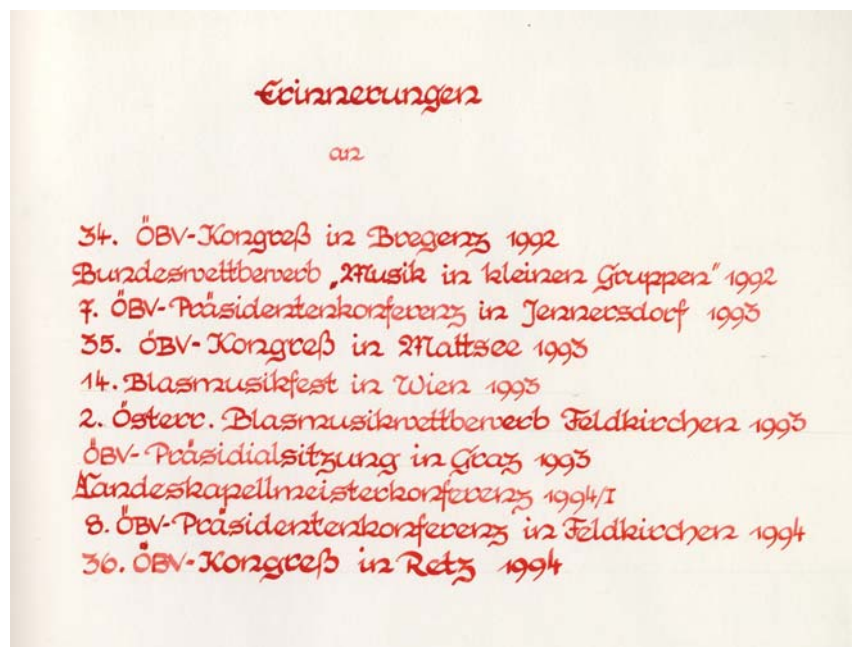 Erinnerungen
an
34. ÖBV-Kongreß in Bregenz 1992
Bundeswettbewerb „Musik in kleinen Gruppen" 1992
7. ÖBV-Präsidentenkonferenz in Jennersdorf 1993
35. ÖBV-Kongreß in Mattsee 1993
14. Blasmusikfest in Wien 1993
2. Österr. Blasmusikwettbewerb Feldkirchen 1993
ÖBV-Präsidialsitzung in Graz 1993
Landeskapellmeisterkonferenz 1994/I
8. ÖBV-Präsidentenkonferenz in Feldkirchen 1994
36. ÖBV-Kongreß in Retz 1994